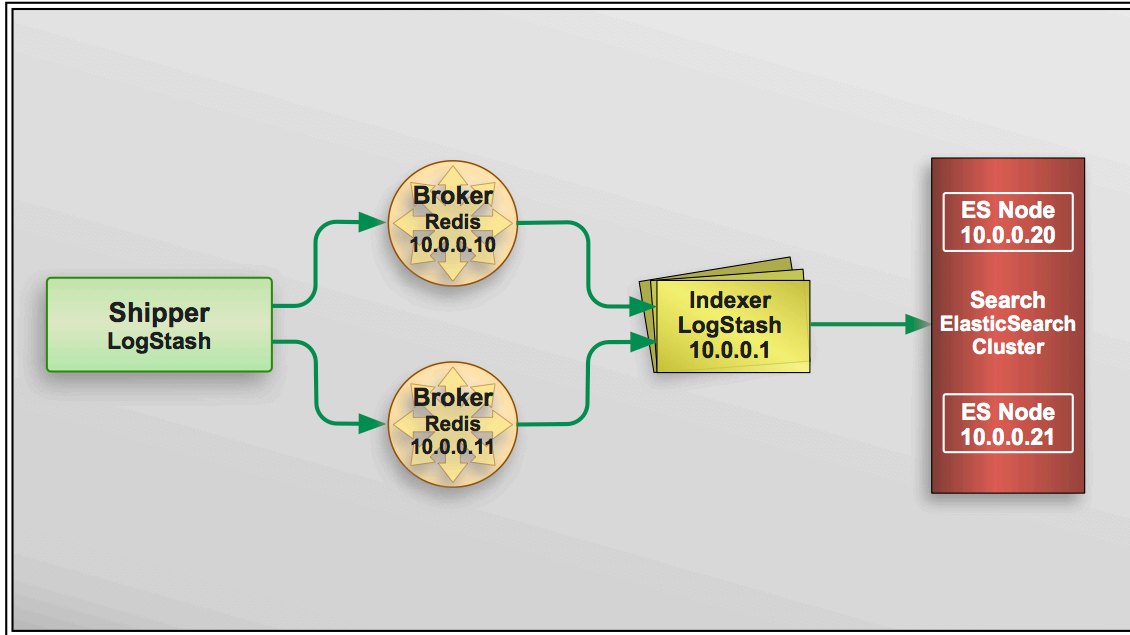 Shipper
LogStash
Broker
Redis
10.0.0.10
Broker
Redis
10.0.0.11
Indexer
LogStash
10.0.0.1
ES Node
10.0.0.20
Search
ElasticSearch
Cluster
ES Node
10.0.0.21